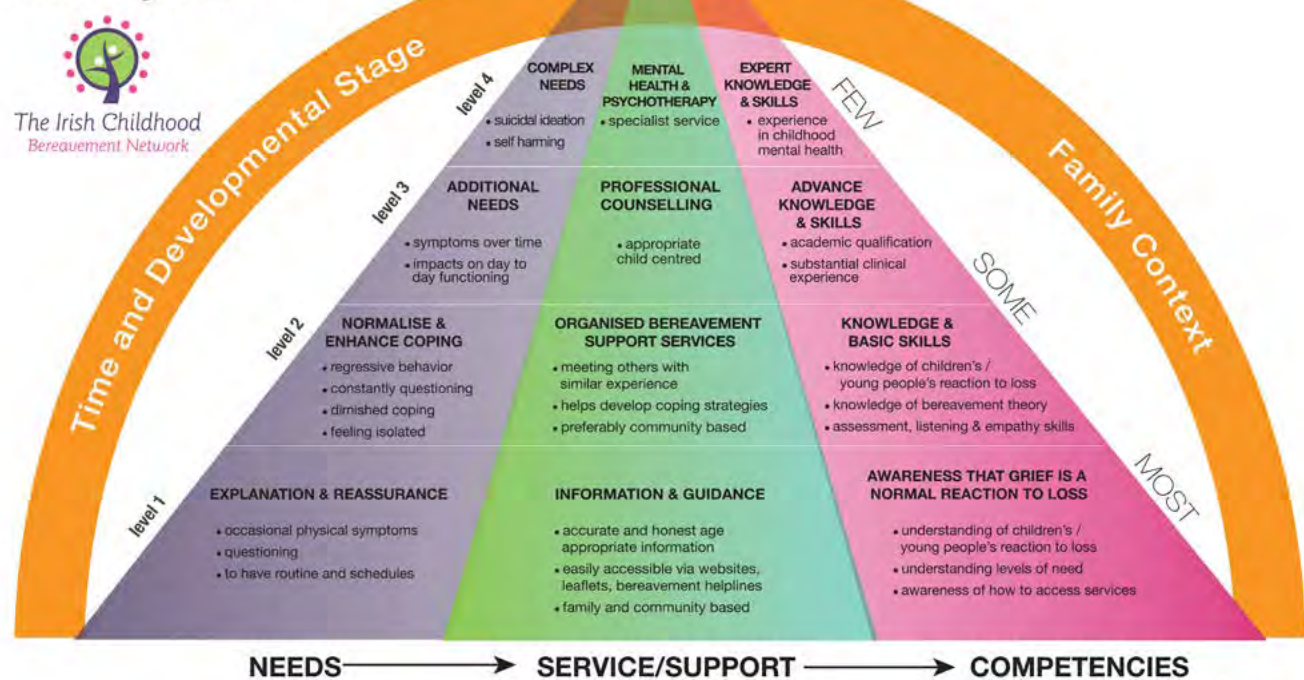 The Irish Childhood
Bereavement Network
Time and Developmental Stage
Family Context
level 4
COMPLEX
NEEDS
• suicidal ideation
• self harming
MENTAL
HEALTH &
PSYCHOTHERAPY
• specialist service
EXPERT
KNOWLEDGE
& SKILLS
• experience
in childhood
mental health
FEW
level 3
ADDITIONAL
NEEDS
• symptoms over time
• impacts on day to
day functioning
PROFESSIONAL
COUNSELLING
• appropriate
child centred
ADVANCE
KNOWLEDGE
& SKILLS
• academic qualification
• substantial clinical
experience
SOME
level 2
NORMALISE &
ENHANCE COPING
• regressive behavior
• constantly questioning
• dimished coping
• feeling isolated
ORGANISED BEREAVEMENT
SUPPORT SERVICES
• meeting others with
similar experience
• helps develop coping strategies
• preferably community based
KNOWLEDGE &
BASIC SKILLS
• knowledge of children's /
young people's reaction to loss
• knowledge of bereavement theory
• assessment, listening & empathy skills
MOST
level 1
EXPLANATION & REASSURANCE
• occasional physical symptoms
• questioning
• to have routine and schedules
INFORMATION & GUIDANCE
• accurate and honest age
appropriate information
• easily accessible via websites,
leaflets, bereavement helplines
• family and community based
AWARENESS THAT GRIEF IS A
NORMAL REACTION TO LOSS
• understanding of children's /
young people's reaction to loss
• understanding levels of need
• awareness of how to access services
NEEDS → SERVICE/SUPPORT → COMPETENCIES